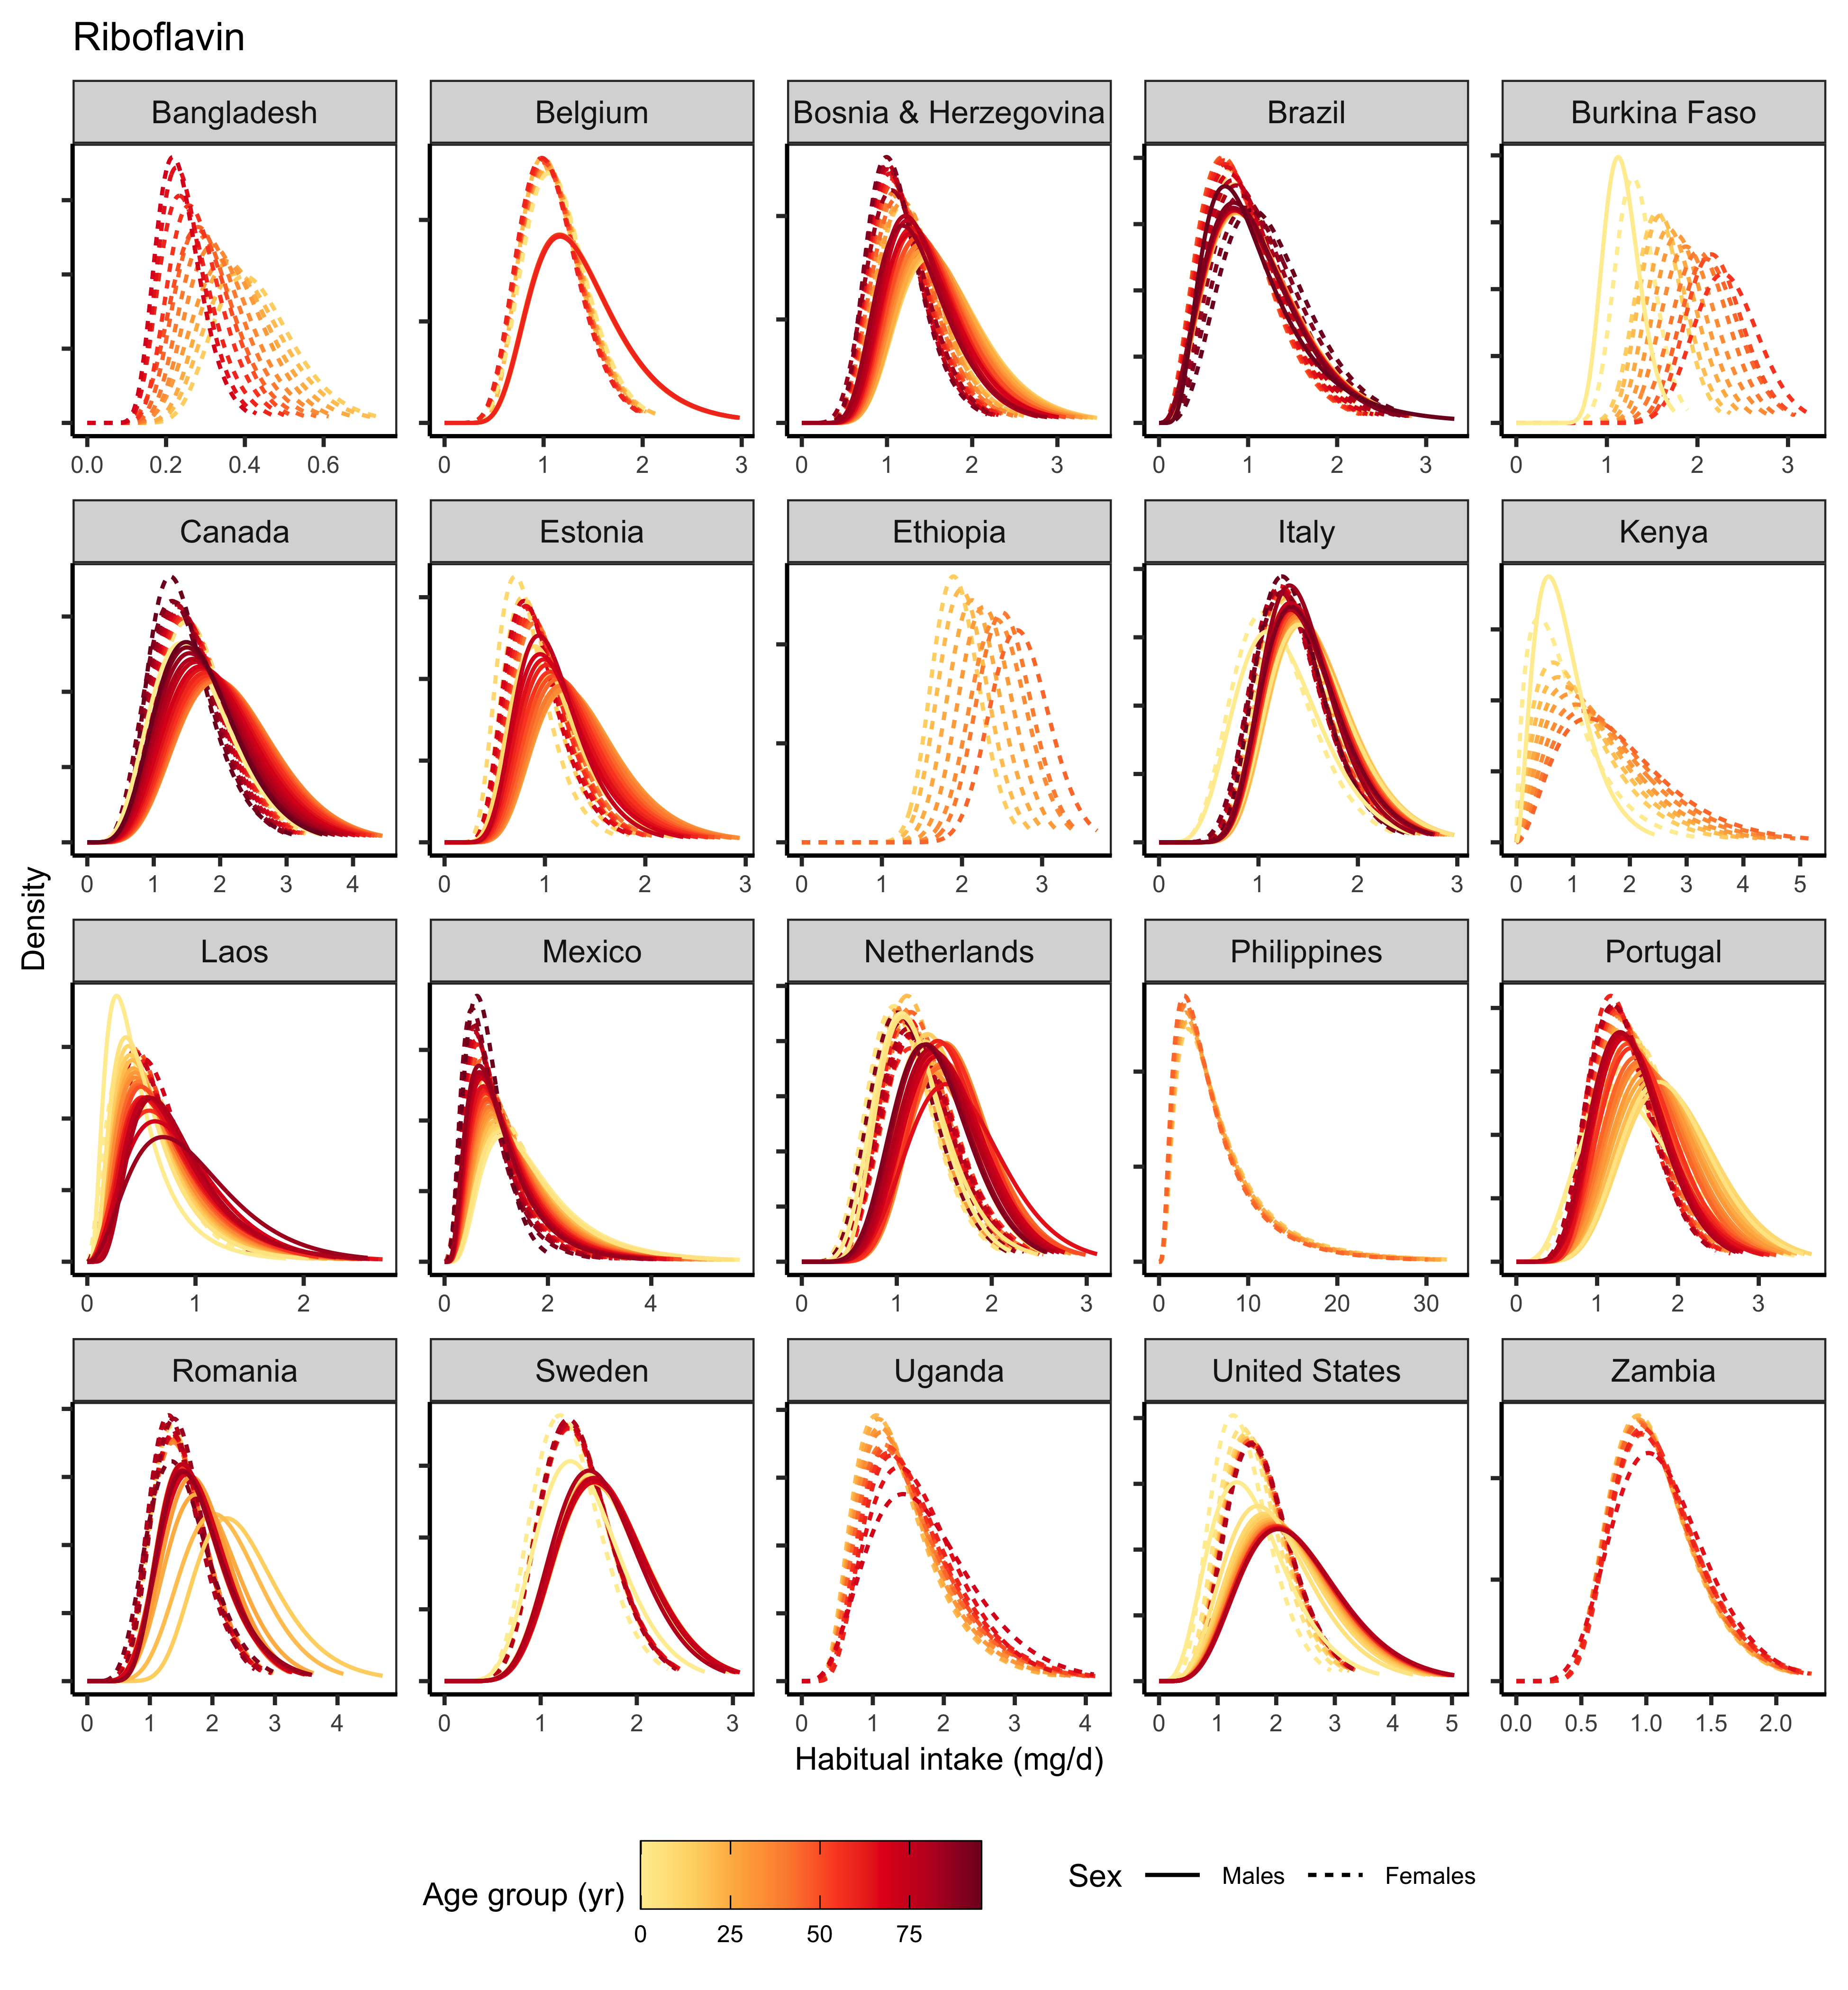 Riboflavin
Bangladesh Belgium Bosnia & Herzegovina Brazil Burkina Faso
0.0 0.2 0.4 0.6 0 1 2 3 0 1 2 3 0 1 2 3 0 1 2 3
Canada Estonia Ethiopia Italy Kenya
0 1 2 3 4 0 1 2 3 0 1 2 3 0 1 2 3 0 1 2 3 4 5
Density
Laos Mexico Netherlands Philippines Portugal
0 1 2 0 2 4 0 1 2 3 0 10 20 30 0 1 2 3
Romania Sweden Uganda United States Zambia
0 1 2 3 4 0 1 2 3 0 1 2 3 4 0 1 2 3 4 5 0.0 0.5 1.0 1.5 2.0
Habitual intake (mg/d)
Age group (yr) Sex Males Females
0 25 50 75